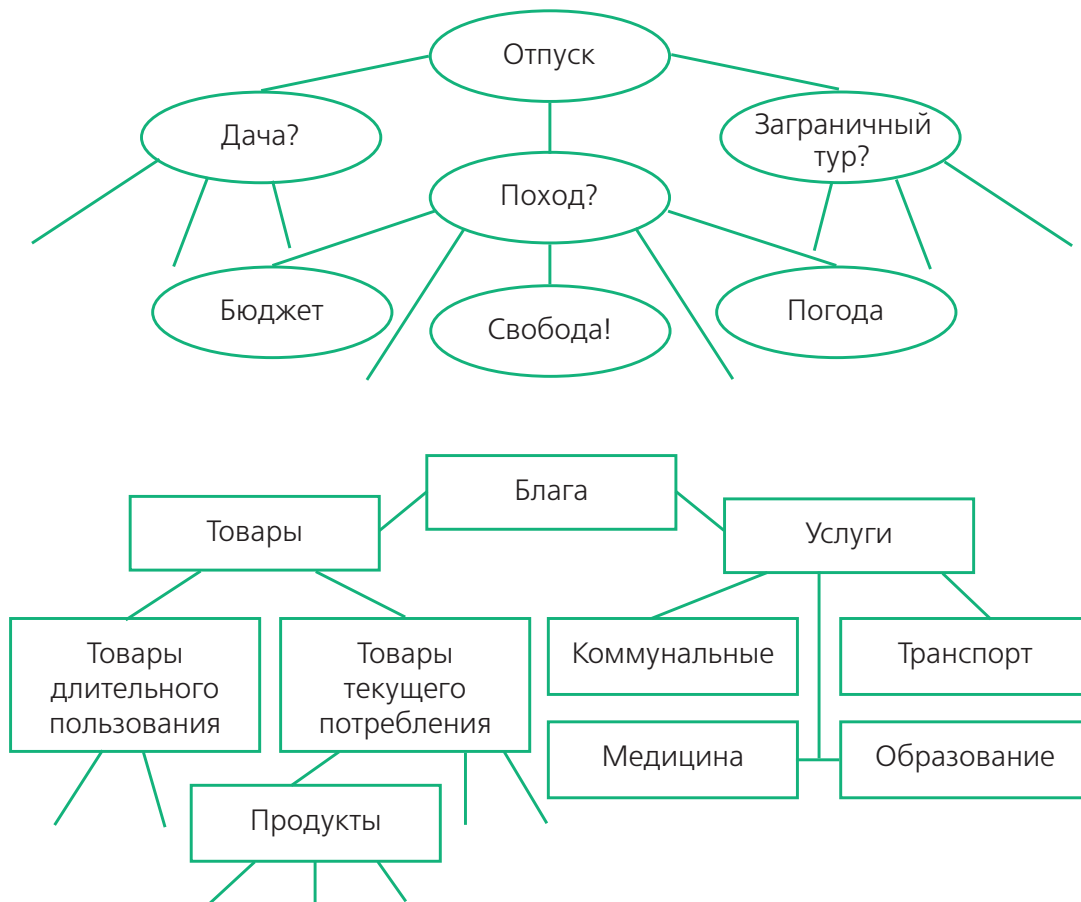 Отпуск
Дача?
Заграничный
тур?
Поход?
Бюджет
Свобода!
Погода
Блага
Товары
Услуги
Товары
длительного
пользования
Товары
текущего
потребления
Коммунальные
Транспорт
Медицина
Образование
Продукты